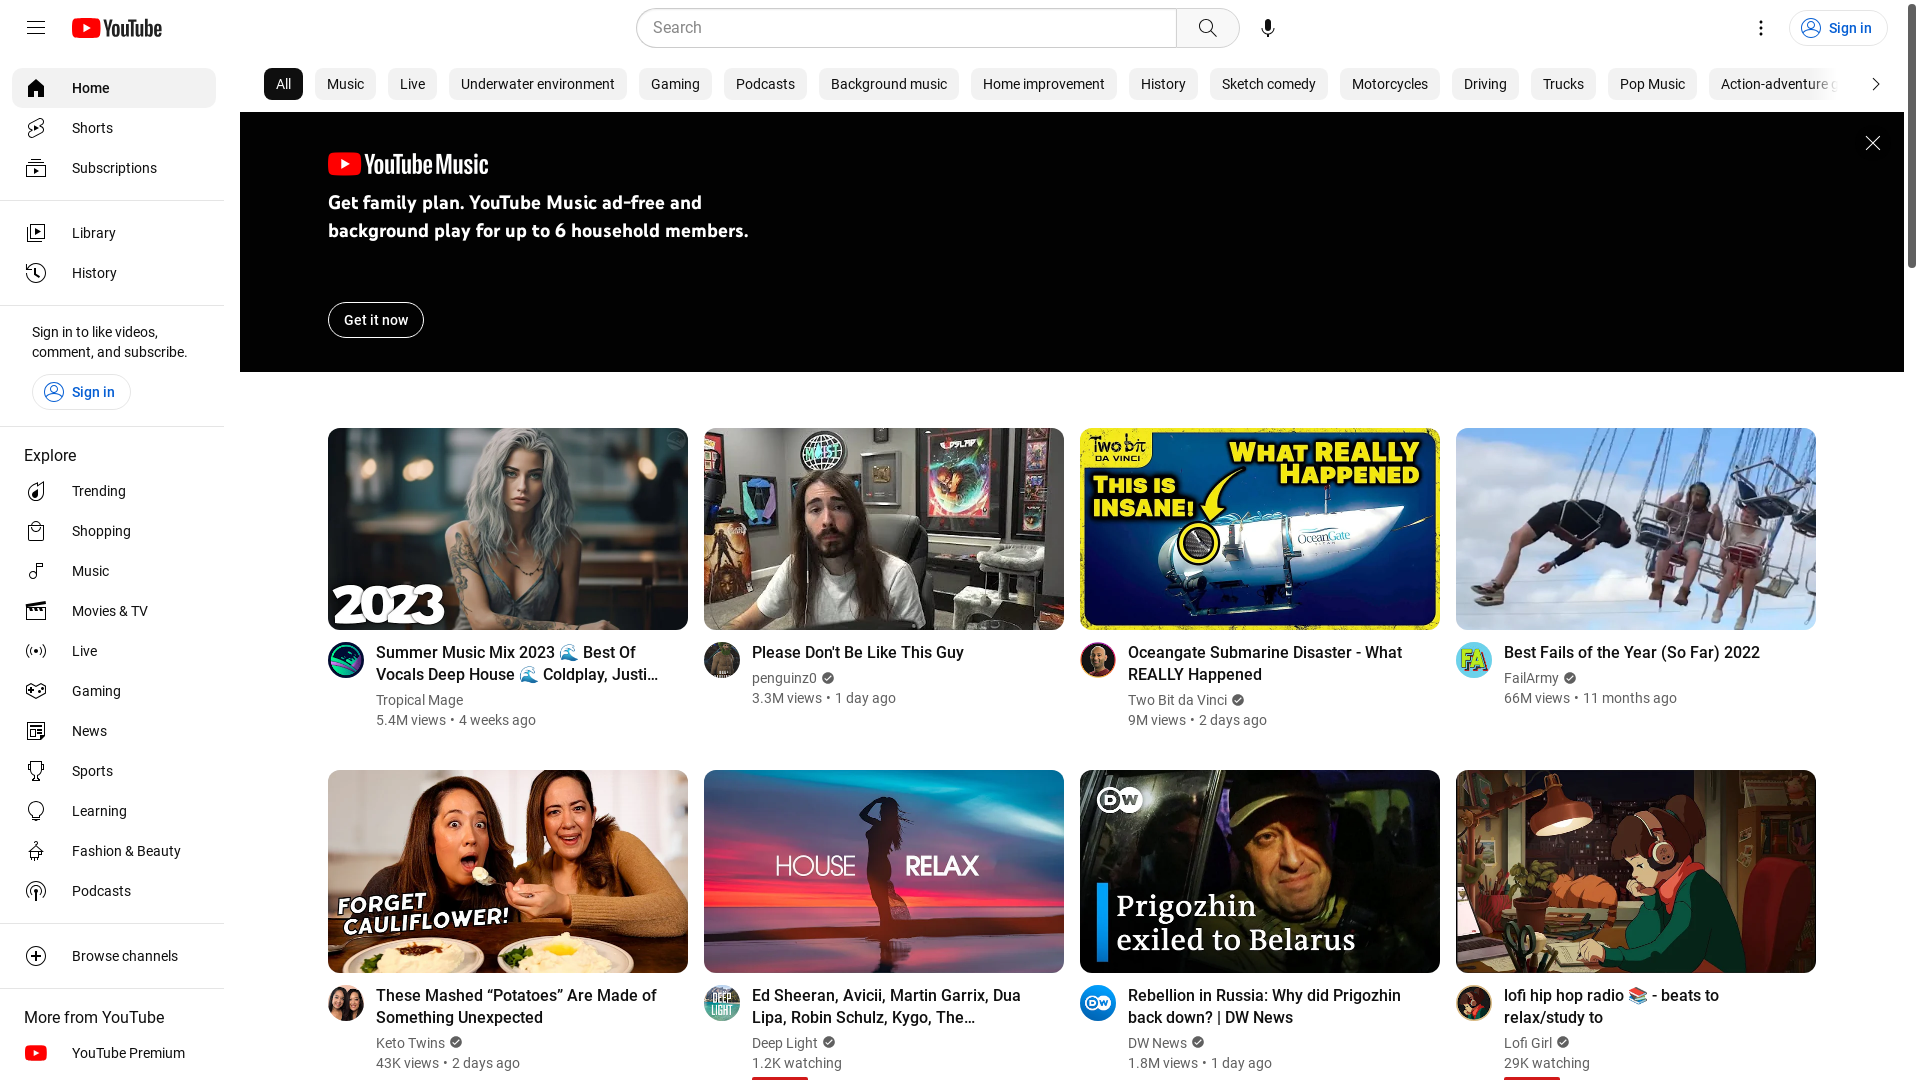 YouTube
Search
Sign in
Home
Shorts
Subscriptions
Library
History
Sign in to like videos,
comment, and subscribe.
Sign in
Explore
Trending
Shopping
Music
Movies & TV
Live
Gaming
News
Sports
Learning
Fashion & Beauty
Podcasts
Browse channels
More from YouTube
YouTube Premium
All
Music
Live
Underwater environment
Gaming
Podcasts
Background music
Home improvement
History
Sketch comedy
Motorcycles
Driving
Trucks
Pop Music
Action-adventure
YouTube Music
Get family plan. YouTube Music ad-free and
background play for up to 6 household members.
Get it now
2023
Summer Music Mix 2023 🌊 Best Of
Vocals Deep House 🌊 Coldplay, Justi...
Tropical Mage
5.4M views • 4 weeks ago
Please Don't Be Like This Guy
penguinz0
3.3M views • 1 day ago
TWO bit
DA VINCI
WHAT REALLY
HAPPENED
THIS IS
INSANE!
OceanGate
Oceangate Submarine Disaster - What
REALLY Happened
Two Bit da Vinci
9M views • 2 days ago
FA
Best Fails of the Year (So Far) 2022
FailArmy
66M views • 11 months ago
FORGET
CAULIFLOWER!
These Mashed “Potatoes” Are Made of
Something Unexpected
Keto Twins
43K views • 2 days ago
HOUSE RELAX
DEEP
LIGHT
Ed Sheeran, Avicii, Martin Garrix, Dua
Lipa, Robin Schulz, Kygo, The...
Deep Light
1.2K watching
DW
Prigozhin
exiled to Belarus
DW
Rebellion in Russia: Why did Prigozhin
back down? | DW News
DW News
1.8M views • 1 day ago
lofi hip hop radio 📚 - beats to
relax/study to
Lofi Girl
29K watching